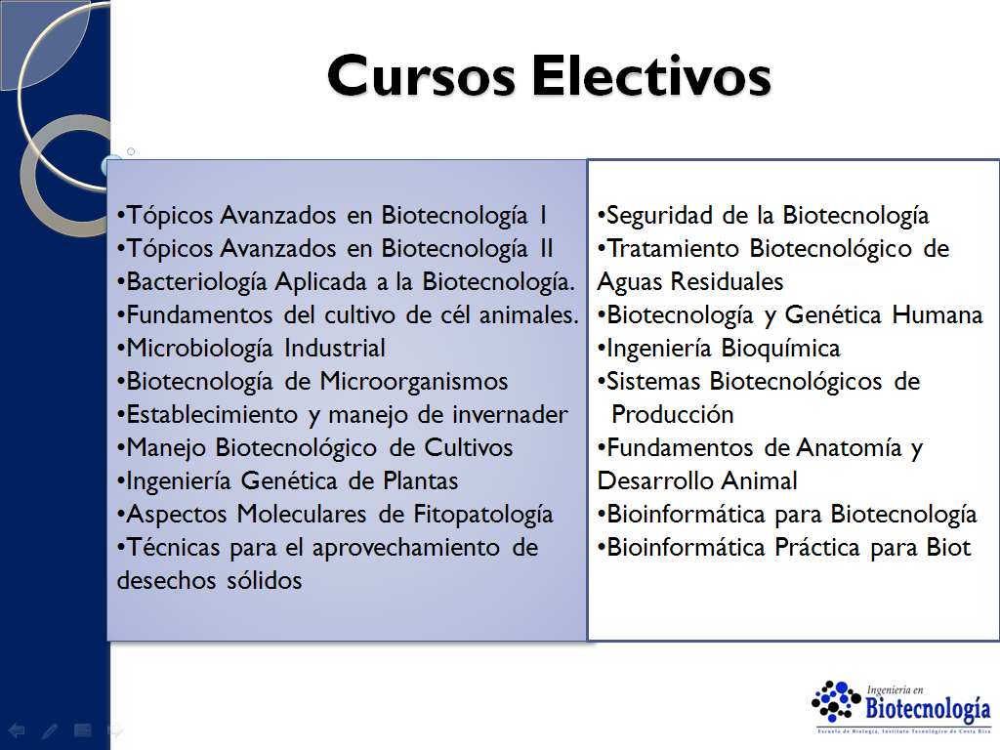 Cursos Electivos
•Tópicos Avanzados en Biotecnología I
•Tópicos Avanzados en Biotecnología II
•Bacteriología Aplicada a la Biotecnología.
•Fundamentos del cultivo de cél animales.
•Microbiología Industrial
•Biotecnología de Microorganismos
•Establecimiento y manejo de invernader
•Manejo Biotecnológico de Cultivos
•Ingeniería Genética de Plantas
•Aspectos Moleculares de Fitopatología
•Técnicas para el aprovechamiento de
desechos sólidos
•Seguridad de la Biotecnología
•Tratamiento Biotecnológico de
Aguas Residuales
•Biotecnología y Genética Humana
•Ingeniería Bioquímica
•Sistemas Biotecnológicos de
Producción
•Fundamentos de Anatomía y
Desarrollo Animal
•Bioinformática para Biotecnología
•Bioinformática Práctica para Biot
Ingeniería en
Biotecnología
Escuela de Biología, Instituto Tecnológico de Costa Rica